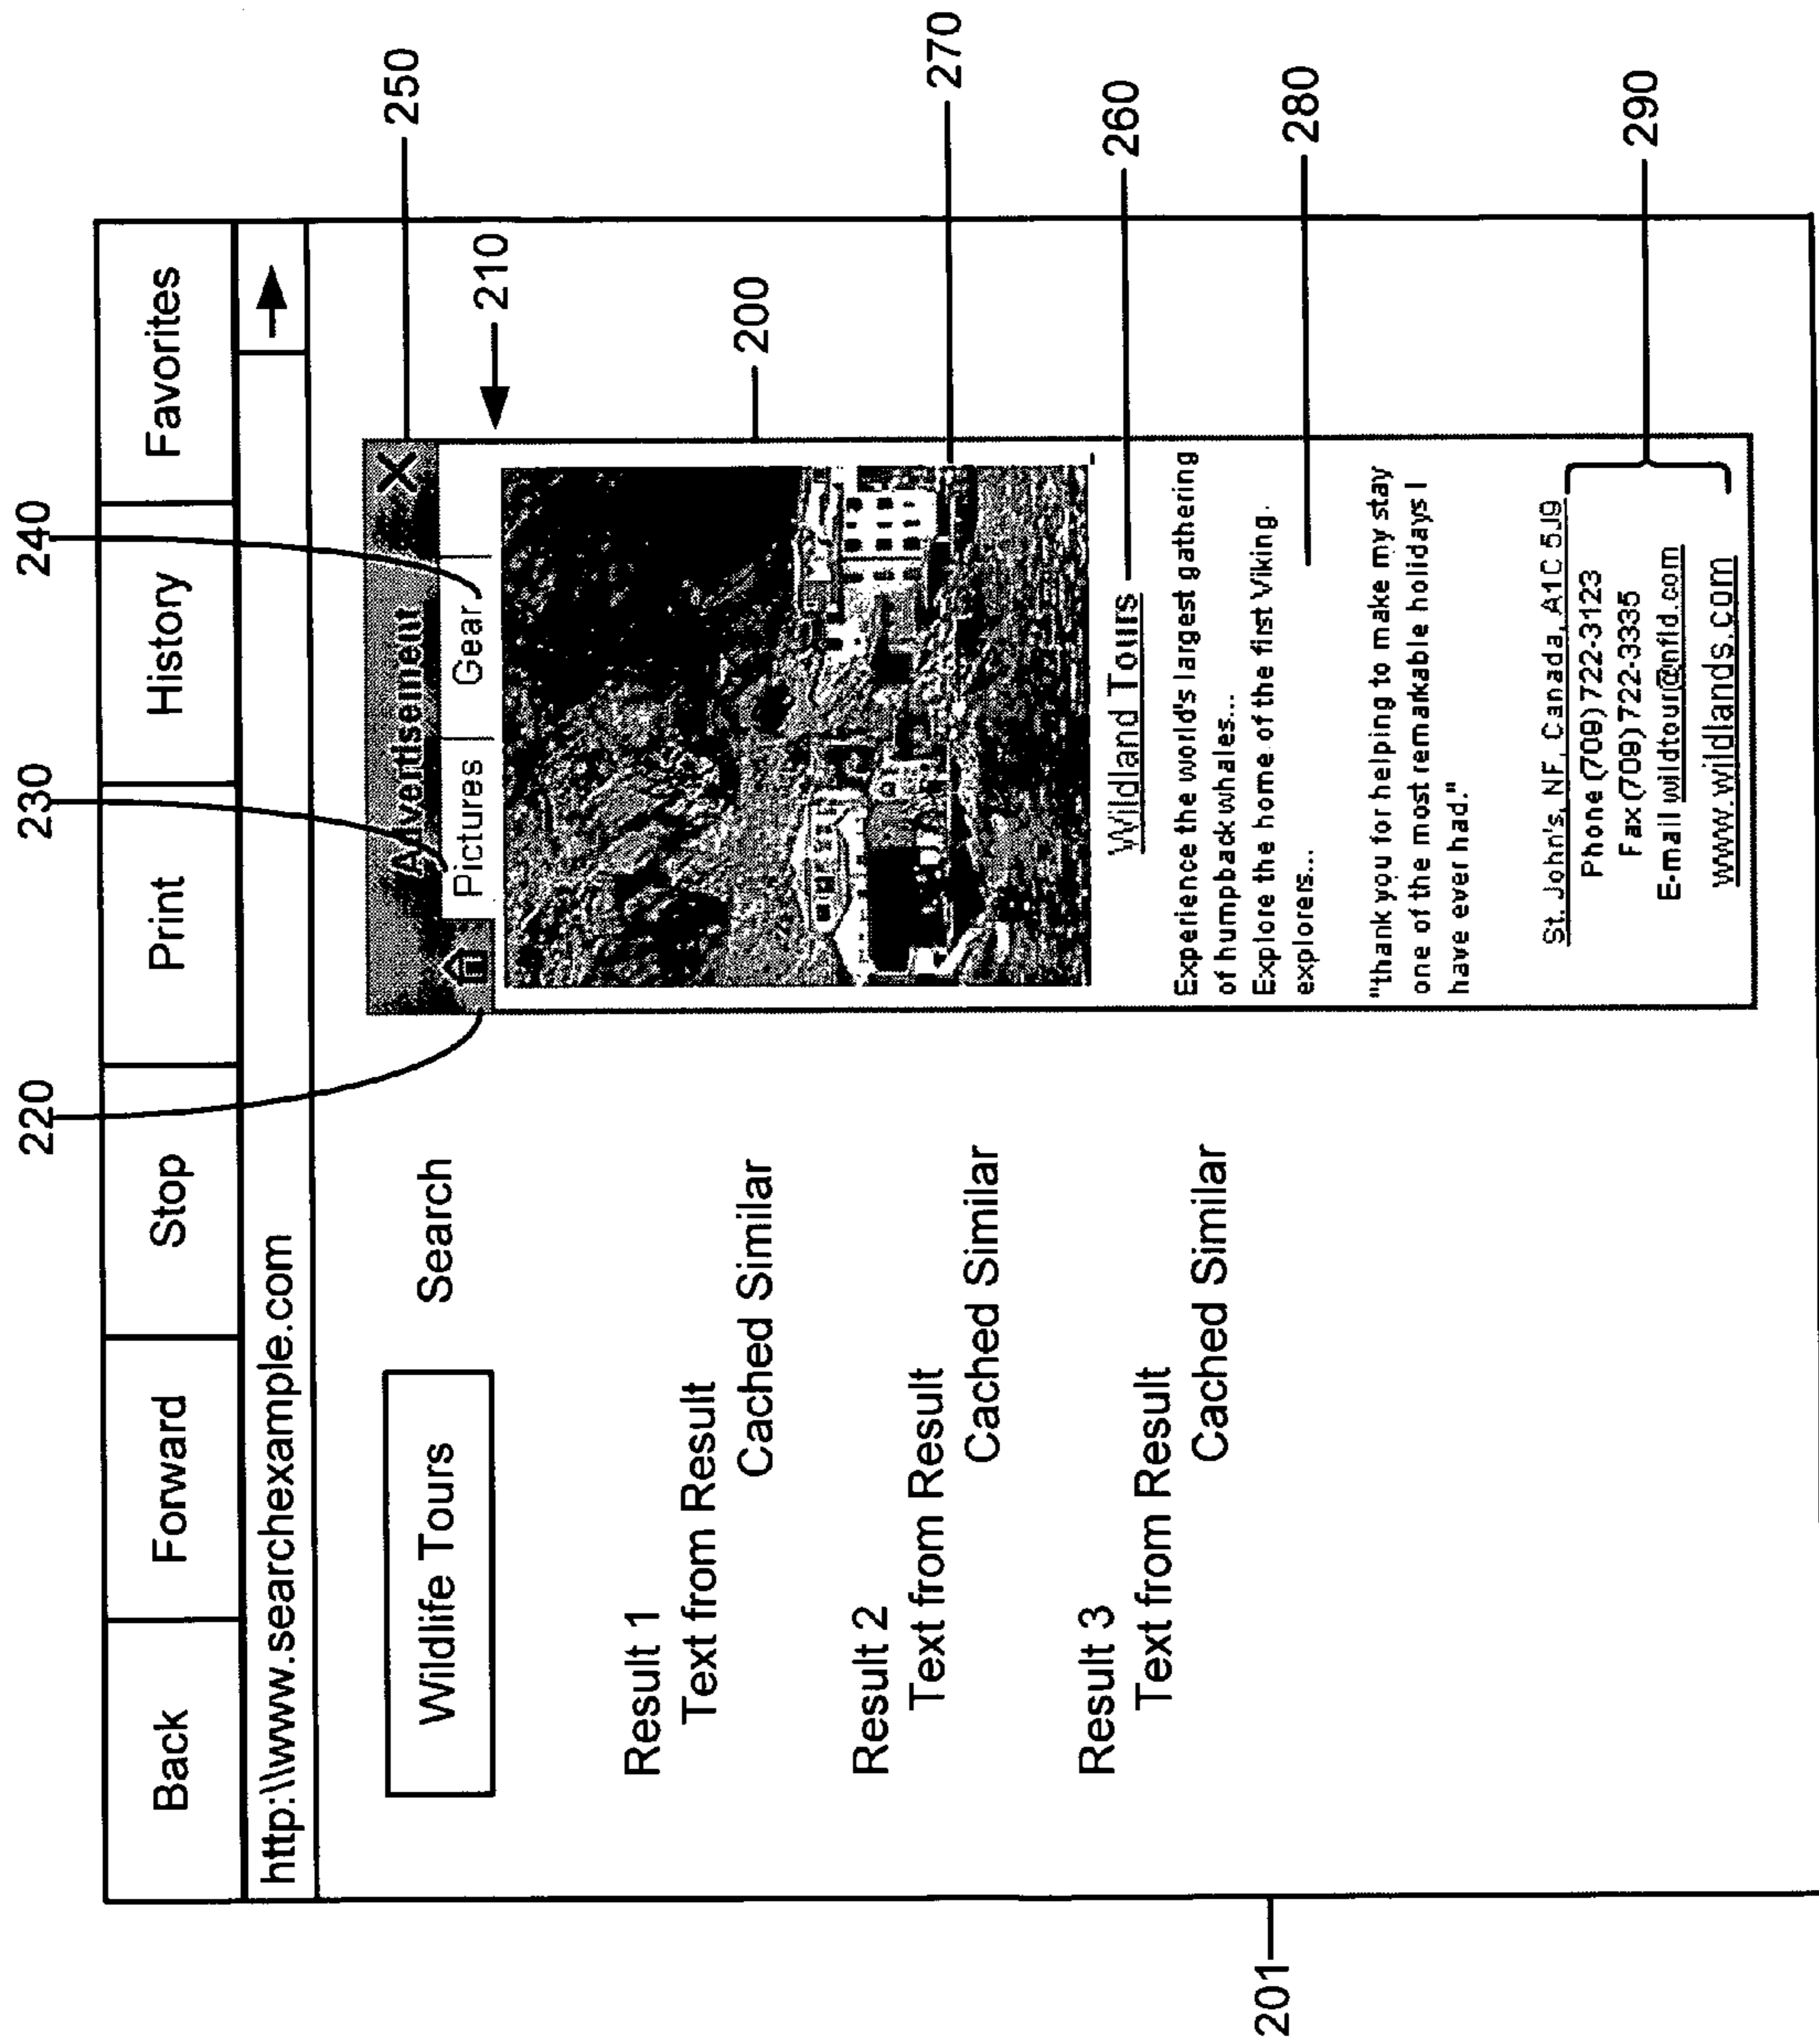 220
230
240
Back
Forward
Stop
Print
History
Favorites
http:\\www.searchexample.com
Wildlife Tours
Search
Result 1
Text from Result
Cached Similar
Result 2
Text from Result
Cached Similar
Result 3
Text from Result
Cached Similar
201
Advertisement
X
Pictures
Gear
Wildland Tours
Experience the world's largest gathering
of humpback whales...
Explore the home of the first Viking
explorers...
"thank you for helping to make my stay
one of the most remarkable holidays I
have ever had."
St. John's, NF, Canada, A1C 5J9
Phone (709) 722-3123
Fax (709) 722-3335
E-mail wildtour@nfld.com
www.wildlands.com
250
210
200
270
260
280
290